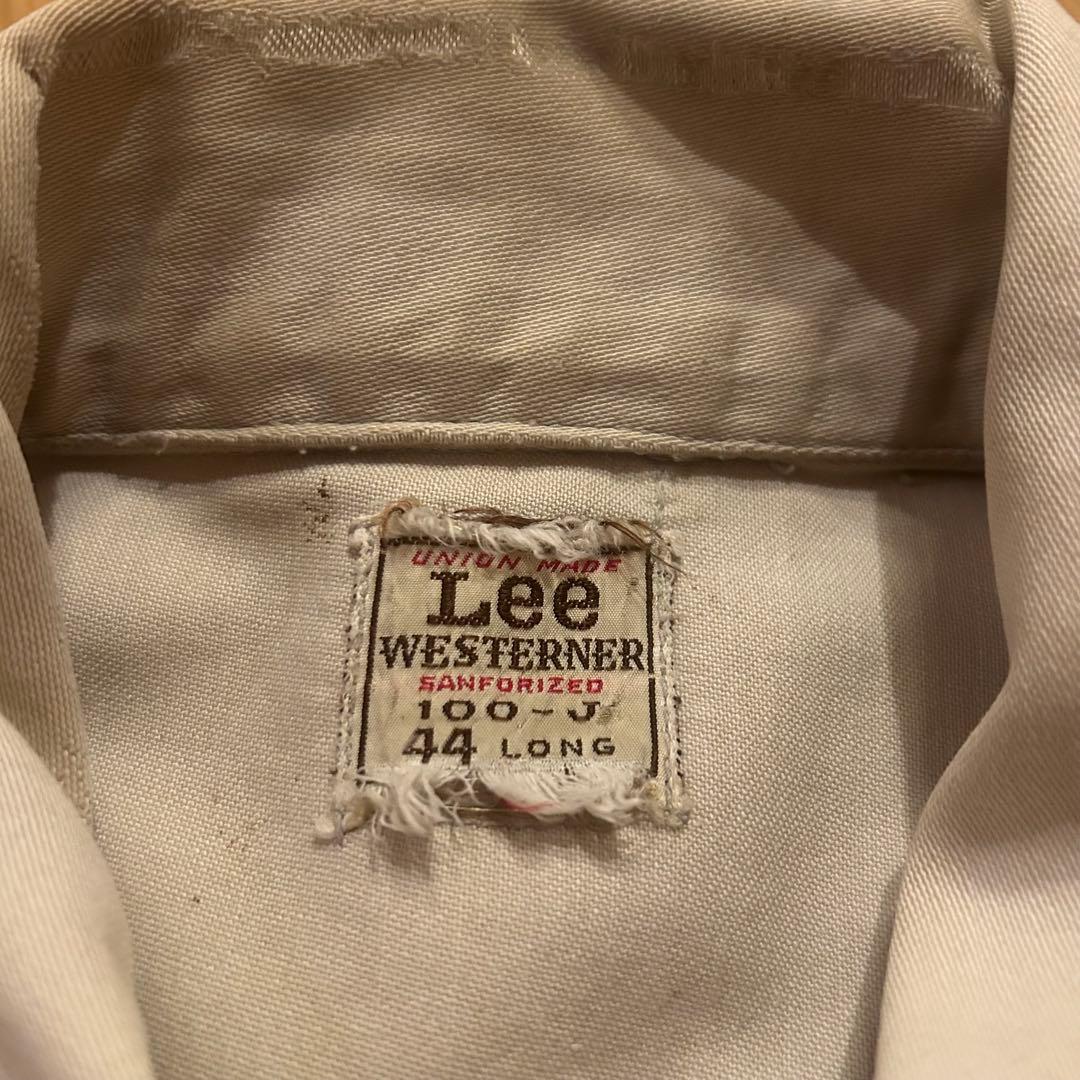 UNION MADE
Lee
WESTERNER
SANFORIZED
100-J
44 LONG